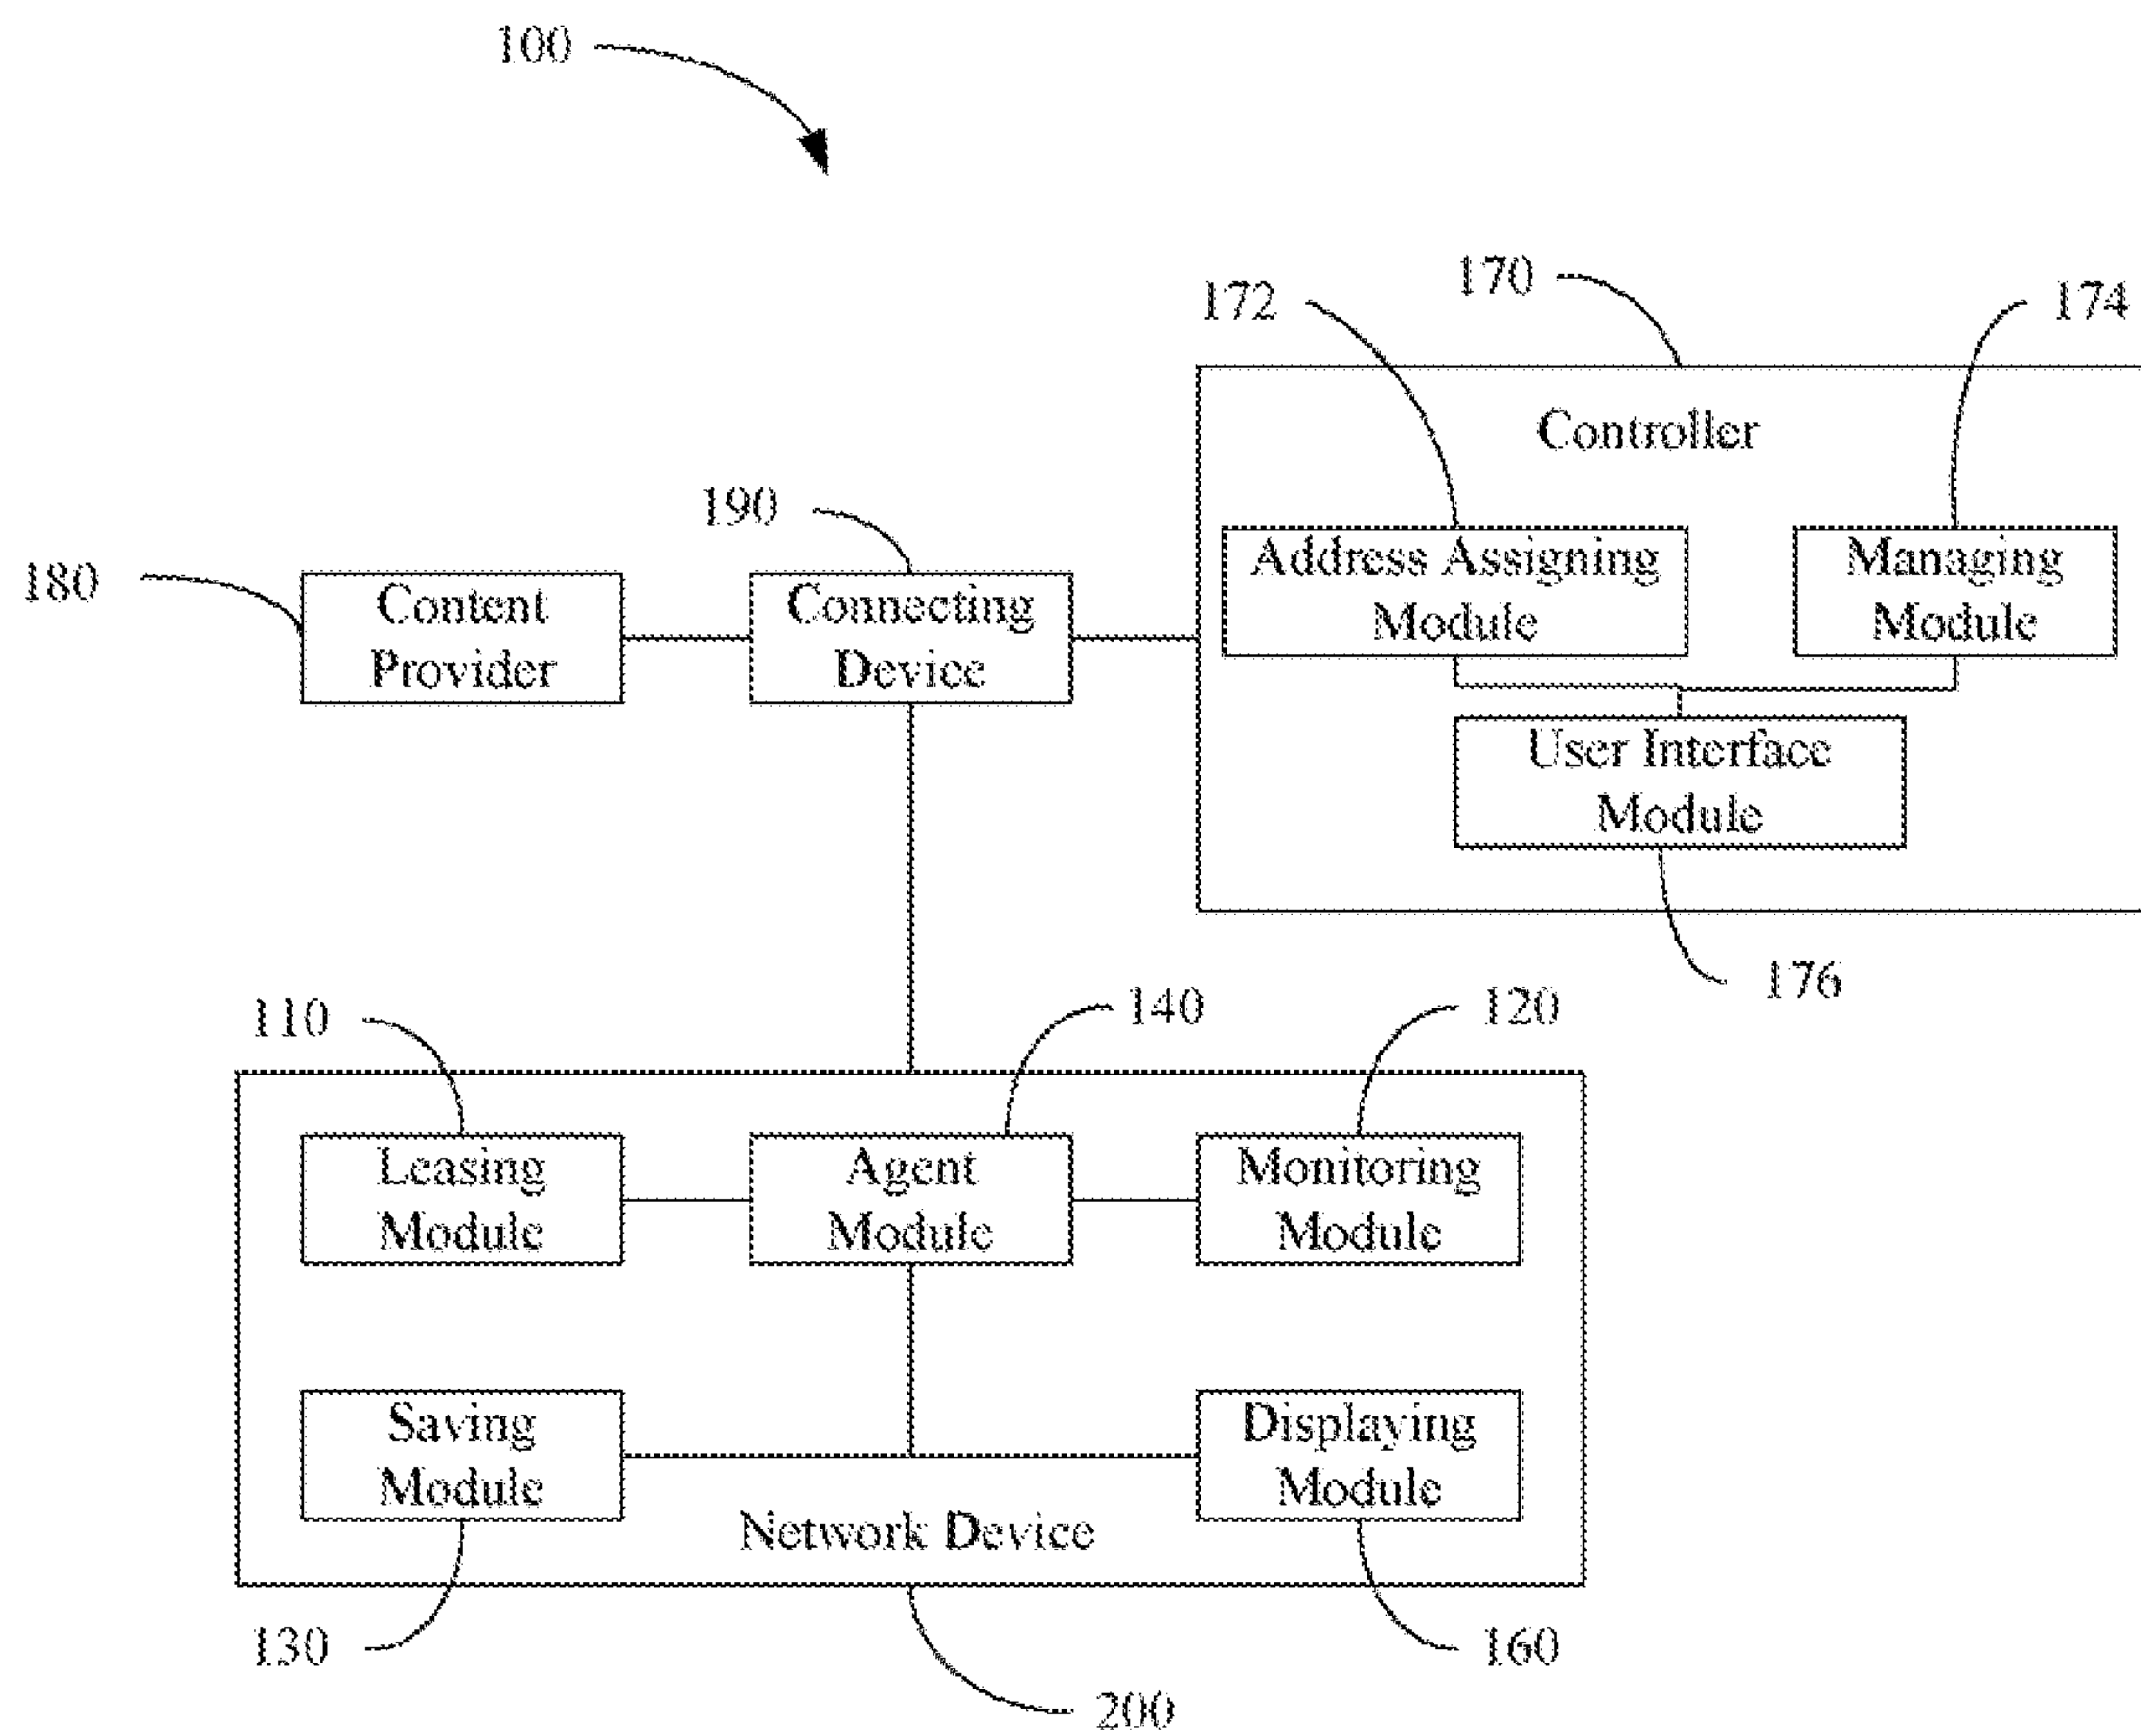 100
170
172
174
Controller
190
Address Assigning
Module
Managing
Module
180
Content
Provider
Connecting
Device
User Interface
Module
176
110
140
120
Leasing
Module
Agent
Module
Monitoring
Module
Saving
Module
Displaying
Module
Network Device
130
160
200